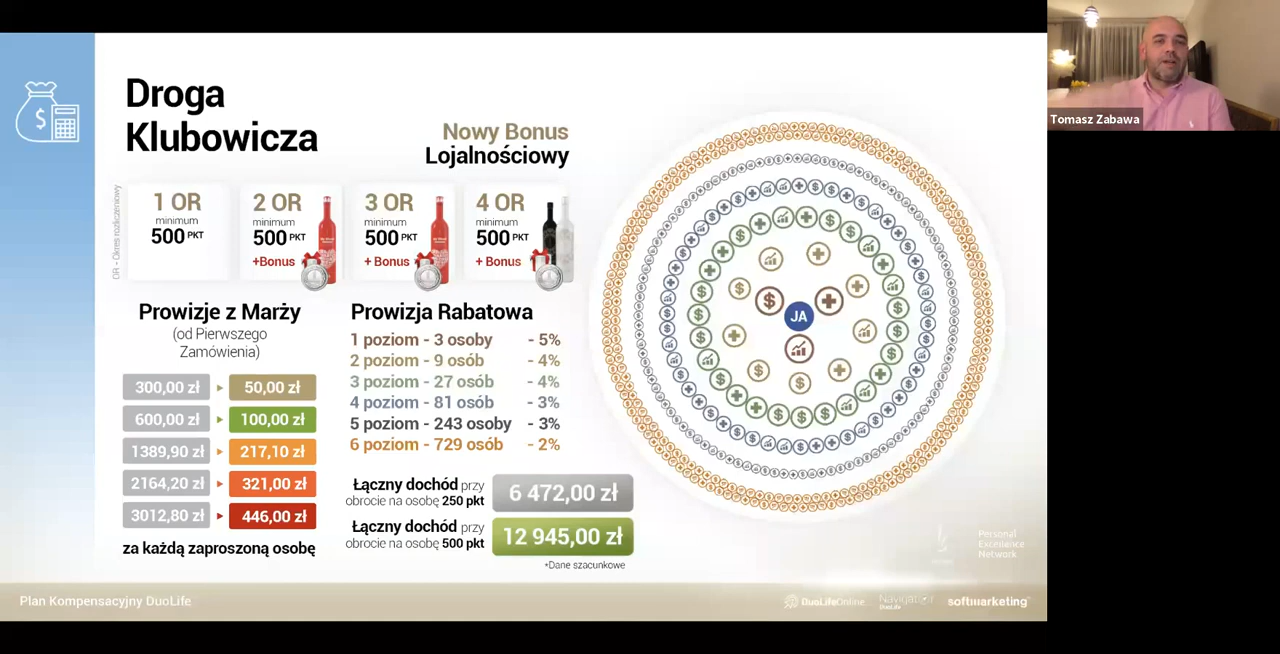 Droga
Klubowicza
Nowy Bonus
Lojalnościowy
OR - Okres rozliczeniowy
1 OR
minimum
500 PKT
2 OR
minimum
500 PKT
+Bonus
3 OR
minimum
500 PKT
+ Bonus
4 OR
minimum
500 PKT
+ Bonus
Prowizje z Marży
(od Pierwszego
Zamówienia)
300,00 zł 50,00 zł
600,00 zł 100,00 zł
1389,90 zł 217,10 zł
2164,20 zł 321,00 zł
3012,80 zł 446,00 zł
za każdą zaproszoną osobę
Prowizja Rabatowa
1 poziom - 3 osoby - 5%
2 poziom - 9 osób - 4%
3 poziom - 27 osób - 4%
4 poziom - 81 osób - 3%
5 poziom - 243 osoby - 3%
6 poziom - 729 osób - 2%
Łączny dochód przy
obrocie na osobę 250 pkt
6 472,00 zł
Łączny dochód przy
obrocie na osobę 500 pkt
12 945,00 zł
*Dane szacunkowe
JA
Personal
Excellence
Network
Plan Kompensacyjny DuoLife
DuoLifeOnline
Navigator
DuoLife
softmarketing
Tomasz Zabawa